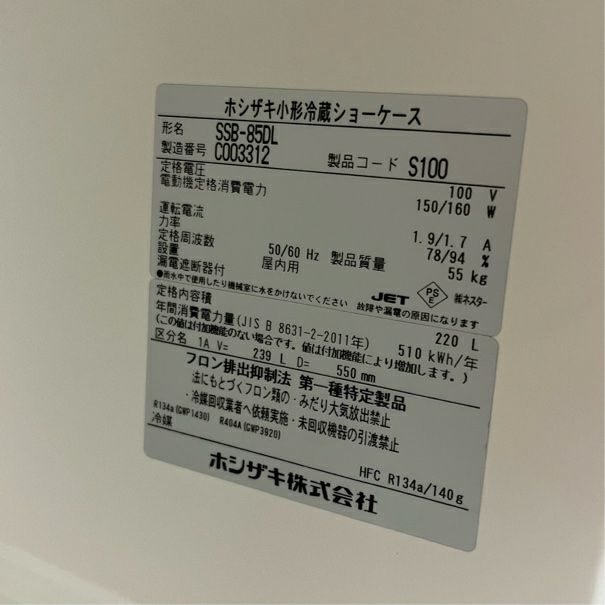 ホシザキ小形冷蔵ショーケース
形名 SSB-85DL
製造番号 C003312 製品コード S100
定格電圧 100 V
電動機定格消費電力 150/160 W
運転電流 1.9/1.7 A
力率 78/94 %
定格周波数 50/60 Hz 製品質量 55 kg
設置 屋内用
漏電遮断器付 JET PSE ㈱ネスター
●雨水中で使用したり機械室に水をかけないでください 故障や漏電の原因になります
定格内容積 220 L
年間消費電力量(JIS B 8631-2-2011年) 510 kWh/年
(この値は付加機能のない場合です。値は付加機能により増加します。)
区分名 1A V= 239 L D= 550 mm
フロン排出抑制法 第一種特定製品
法にもとづくフロン類の・みだり大気放出禁止
・冷媒回収業者へ依頼実施・未回収機器の引渡禁止
R134a(GWP1430) R404A(GWP3920)
冷媒 HFC R134a/140g
ホシザキ株式会社